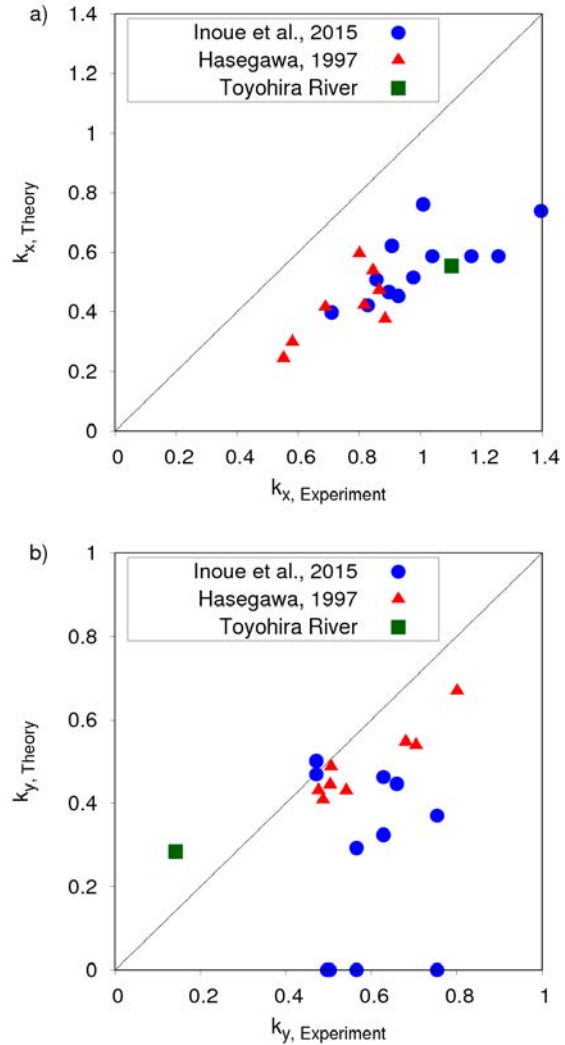 a)
1.4
1.2
1
0.8
0.6
0.4
0.2
0
Inoue et al., 2015
Hasegawa, 1997
Toyohira River
kx, Theory
0 0.2 0.4 0.6 0.8 1 1.2 1.4
kx, Experiment
b)
1
0.8
0.6
0.4
0.2
0
Inoue et al., 2015
Hasegawa, 1997
Toyohira River
ky, Theory
0 0.2 0.4 0.6 0.8 1
ky, Experiment